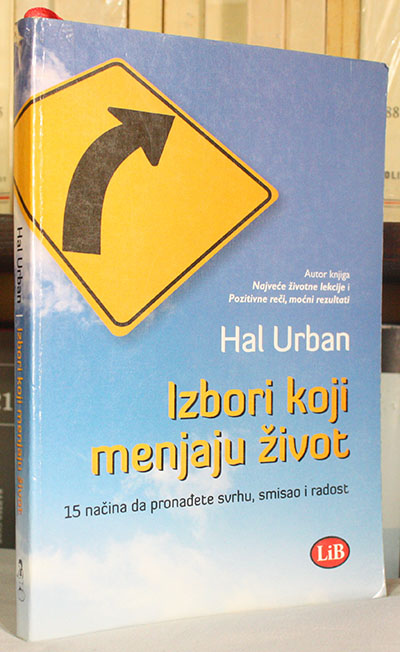 Autor knjiga
Najveće životne lekcije i
Pozitivne reči, moćni rezultati
Hal Urban
Izbori koji
menjaju život
15 načina da pronađete svrhu, smisao i radost
LiB
Hal Urban | Izbori koji menjaju život